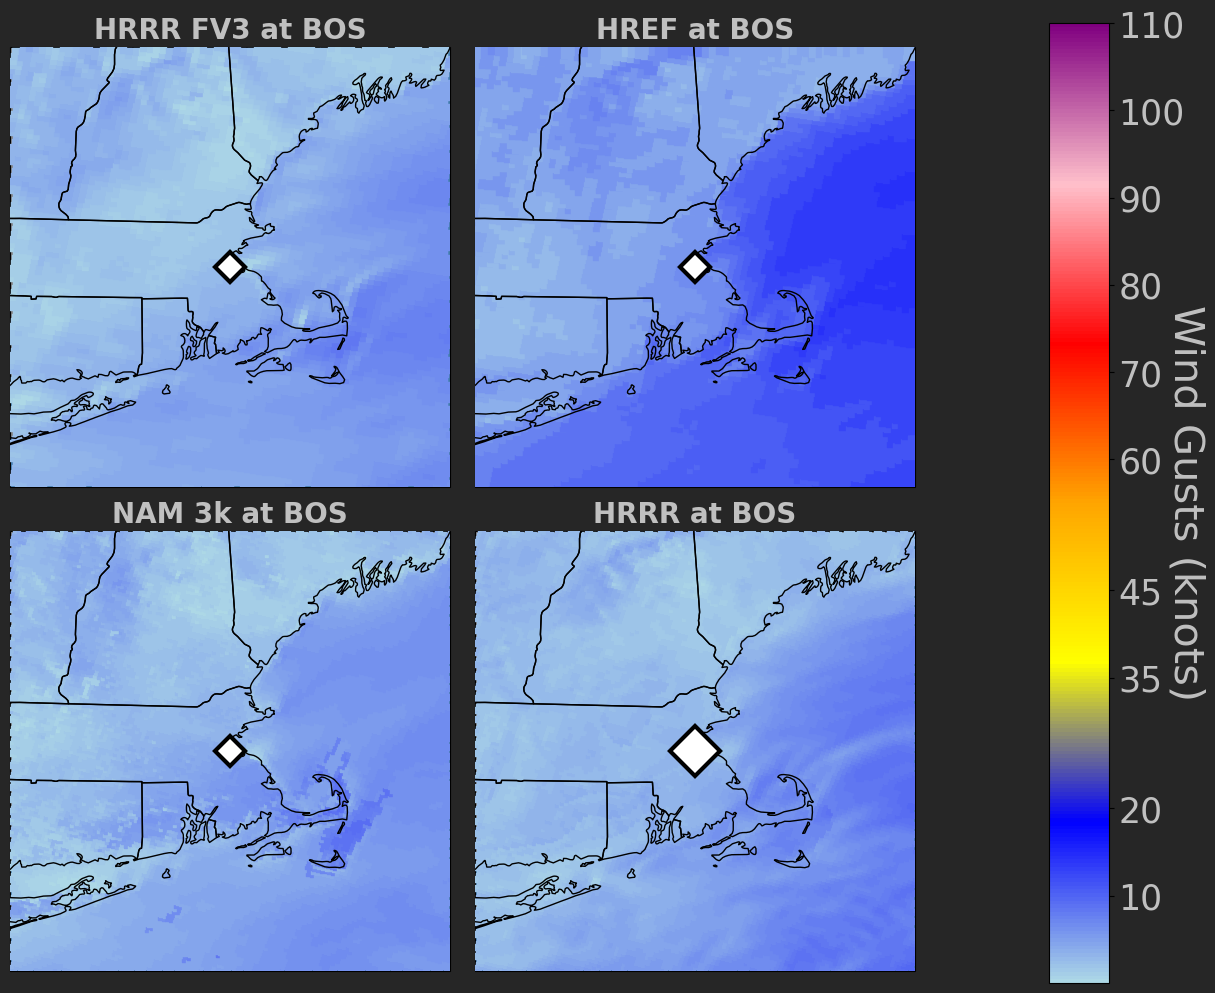 HRRR FV3 at BOS
HREF at BOS
NAM 3k at BOS
HRRR at BOS
110
100
90
80
70
60
45
35
20
10
Wind Gusts (knots)